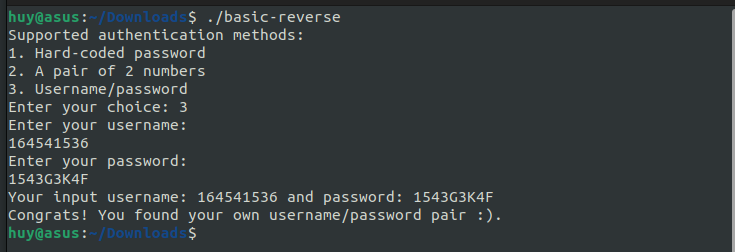 huy@asus:~/Downloads$ ./basic-reverse
Supported authentication methods:
1. Hard-coded password
2. A pair of 2 numbers
3. Username/password
Enter your choice: 3
Enter your username:
164541536
Enter your password:
1543G3K4F
Your input username: 164541536 and password: 1543G3K4F
Congrats! You found your own username/password pair :).
huy@asus:~/Downloads$